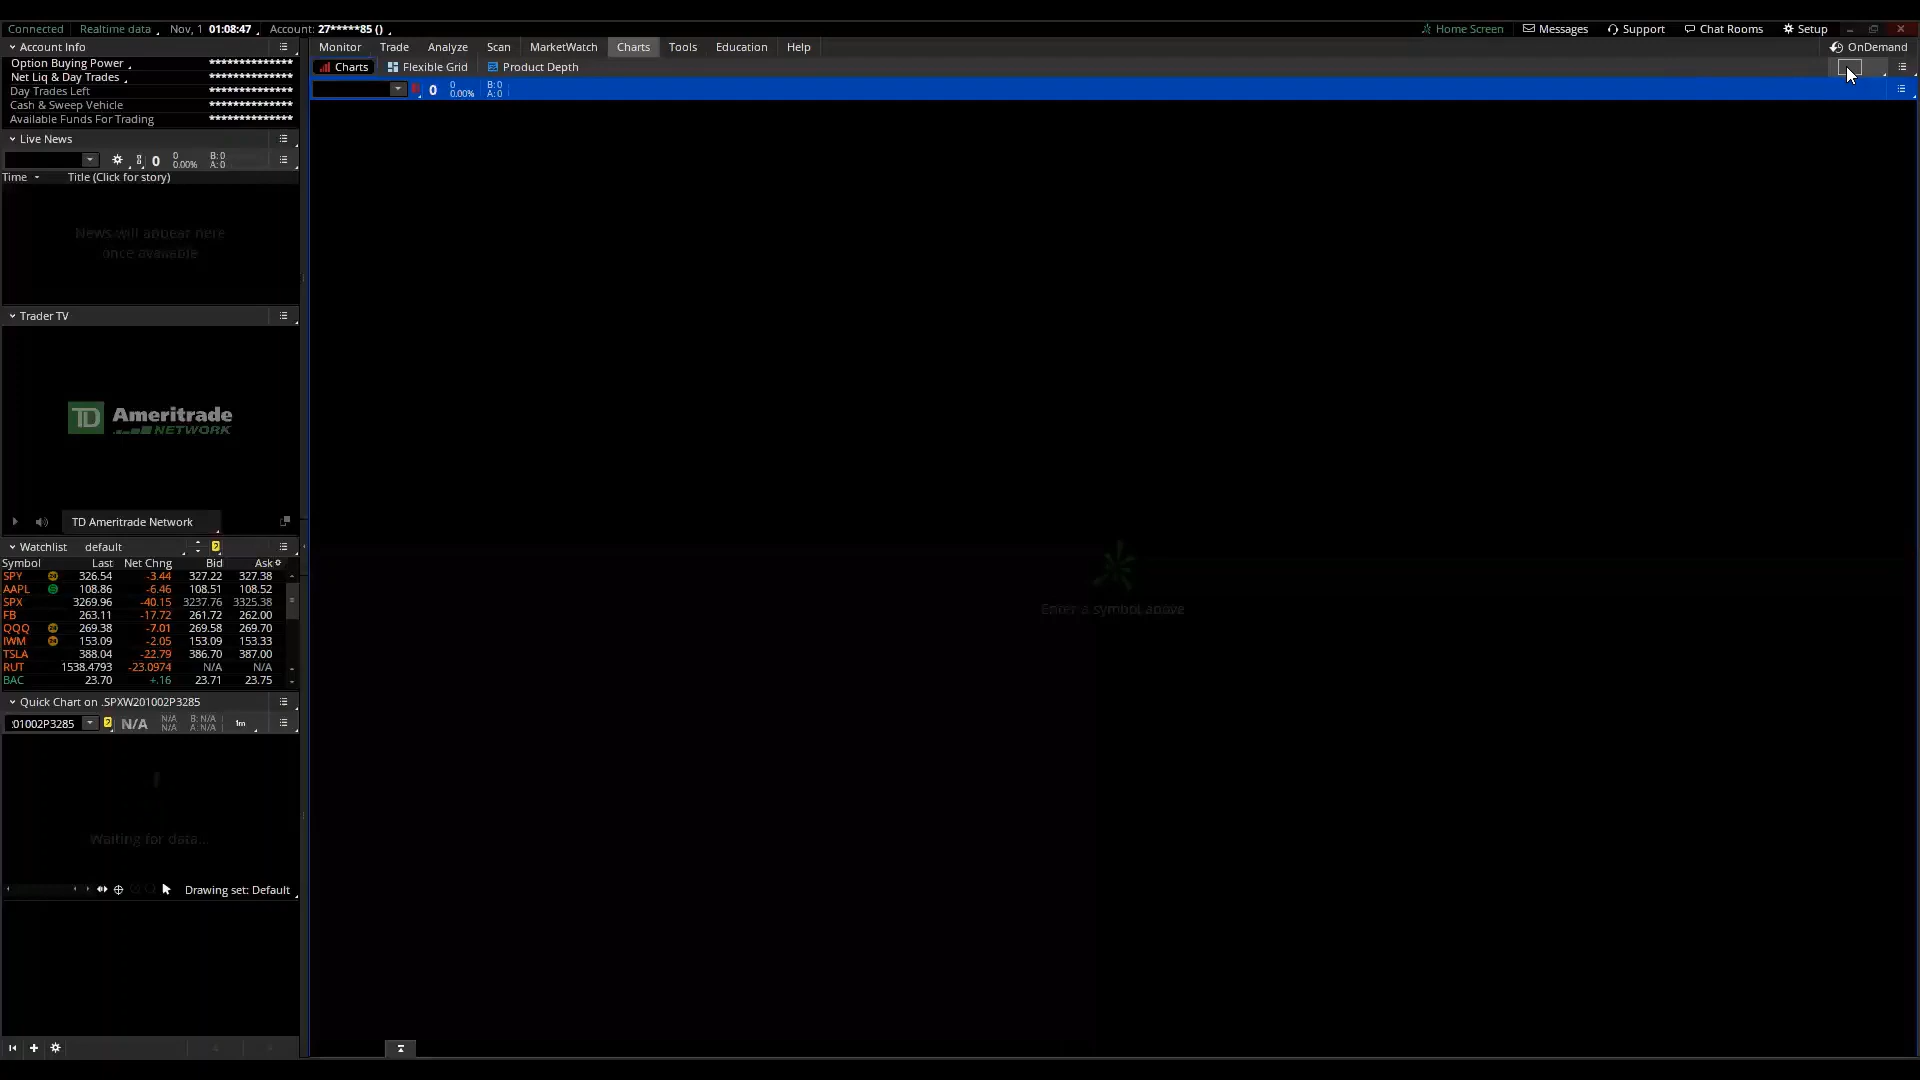 Connected Realtime data Nov, 1 01:08:47 Account: 27*****85 () Home Screen Messages Support Chat Rooms Setup
Account Info Monitor Trade Analyze Scan MarketWatch Charts Tools Education Help OnDemand
Option Buying Power **************
Charts Flexible Grid Product Depth
Net Liq & Day Trades **************
Day Trades Left **************
0 0 0.00% B: 0 A: 0
Cash & Sweep Vehicle **************
Available Funds For Trading **************
Live News
0 0 0.00% B: 0 A: 0
Time Title (Click for story)
News will appear here
once available
Trader TV
TD Ameritrade
NETWORK
TD Ameritrade Network
Watchlist default
Symbol Last Net Chng Bid Ask
SPY 326.54 -3.44 327.22 327.38
AAPL 108.86 -6.46 108.51 108.52
SPX 3269.96 -40.15 3237.76 3325.38
FB 263.11 -17.72 261.72 262.00
QQQ 269.38 -7.01 269.58 269.70
IWM 153.09 -2.05 153.09 153.33
TSLA 388.04 -22.79 386.70 387.00
RUT 1538.4793 -23.0974 N/A N/A
BAC 23.70 +.16 23.71 23.75
Enter a symbol above
Quick Chart on .SPXW201002P3285
:01002P3285 N/A N/A N/A B: N/A A: N/A 1m
Waiting for data...
Drawing set: Default